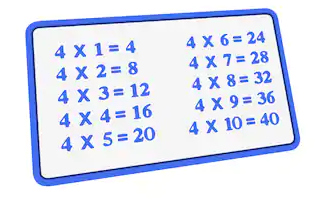 4 X 1 = 4
4 X 2 = 8
4 X 3 = 12
4 X 4 = 16
4 X 5 = 20
4 X 6 = 24
4 X 7 = 28
4 X 8 = 32
4 X 9 = 36
4 X 10 = 40